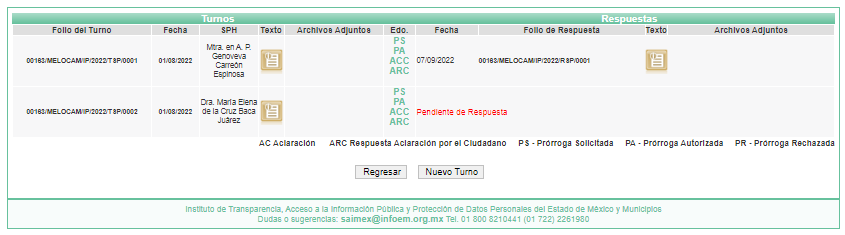 Turnos Respuestas
Folio del Turno Fecha SPH Texto Archivos Adjuntos Edo. Fecha Folio de Respuesta Texto Archivos Adjuntos
00163/MELOCAM/IP/2022/TSP/0001 01/08/2022 Mtra. en A. P. Genoveva Carreón Espinosa PS PA ACC ARC 07/09/2022 00163/MELOCAM/IP/2022/RSP/0001
00163/MELOCAM/IP/2022/TSP/0002 01/08/2022 Dra. María Elena de la Cruz Baca Juárez PS PA ACC ARC Pendiente de Respuesta
AC Aclaración ARC Respuesta Aclaración por el Ciudadano PS - Prórroga Solicitada PA - Prórroga Autorizada PR - Prórroga Rechazada
Regresar Nuevo Turno
Instituto de Transparencia, Acceso a la Información Pública y Protección de Datos Personales del Estado de México y Municipios
Dudas o sugerencias: saimex@infoem.org.mx Tel. 01 800 8210441 (01 722) 2261980